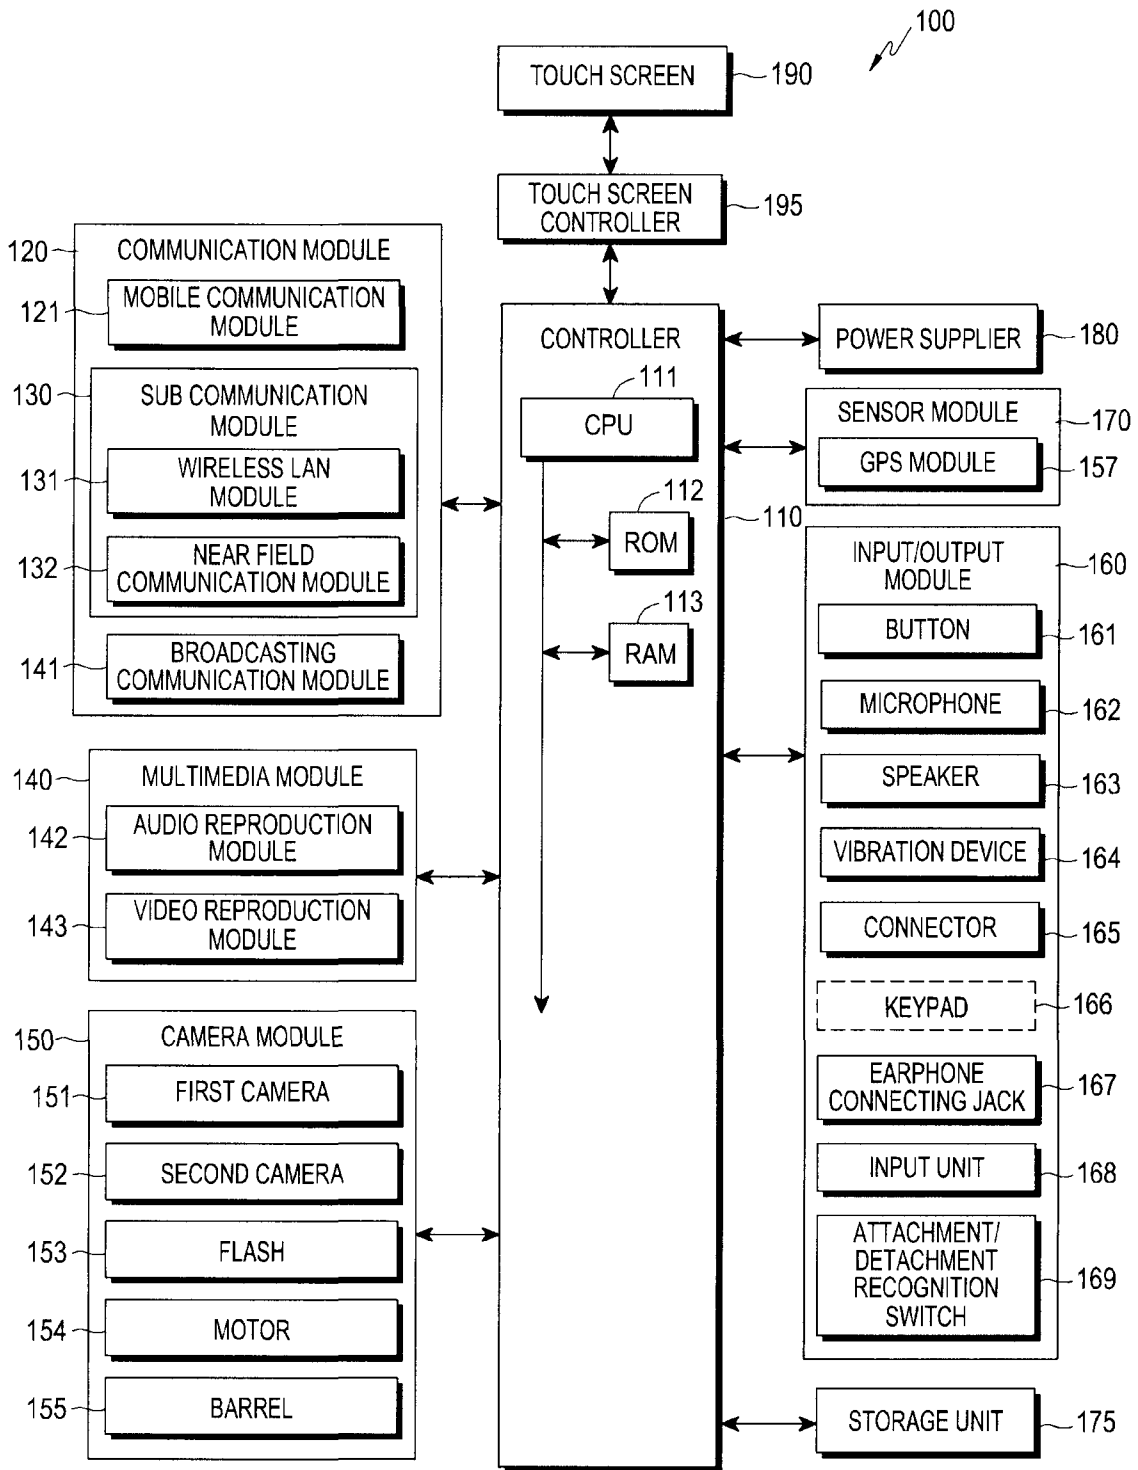 100
TOUCH SCREEN
190
TOUCH SCREEN
CONTROLLER
195
120
COMMUNICATION MODULE
121
MOBILE COMMUNICATION
MODULE
130
SUB COMMUNICATION
MODULE
131
WIRELESS LAN
MODULE
132
NEAR FIELD
COMMUNICATION MODULE
141
BROADCASTING
COMMUNICATION MODULE
140
MULTIMEDIA MODULE
142
AUDIO REPRODUCTION
MODULE
143
VIDEO REPRODUCTION
MODULE
150
CAMERA MODULE
151
FIRST CAMERA
152
SECOND CAMERA
153
FLASH
154
MOTOR
155
BARREL
CONTROLLER
111
CPU
112
ROM
113
RAM
110
POWER SUPPLIER
180
SENSOR MODULE
170
GPS MODULE
157
INPUT/OUTPUT
MODULE
160
BUTTON
161
MICROPHONE
162
SPEAKER
163
VIBRATION DEVICE
164
CONNECTOR
165
KEYPAD
166
EARPHONE
CONNECTING JACK
167
INPUT UNIT
168
ATTACHMENT/
DETACHMENT
RECOGNITION
SWITCH
169
STORAGE UNIT
175